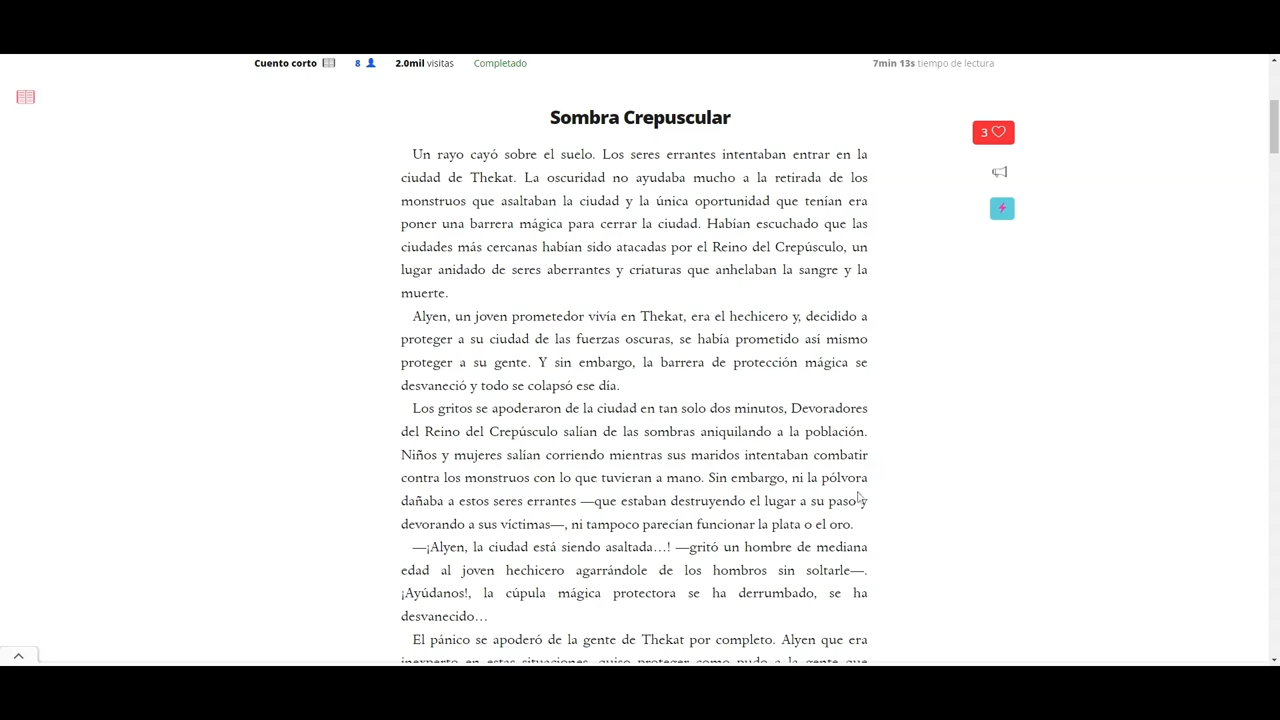 Cuento corto 8 2.0mil visitas Completado 7min 13s tiempo de lectura
Sombra Crepuscular
3
Un rayo cayó sobre el suelo. Los seres errantes intentaban entrar en la
ciudad de Thekat. La oscuridad no ayudaba mucho a la retirada de los
monstruos que asaltaban la ciudad y la única oportunidad que tenían era
poner una barrera mágica para cerrar la ciudad. Habían escuchado que las
ciudades más cercanas habían sido atacadas por el Reino del Crepúsculo, un
lugar anidado de seres aberrantes y criaturas que anhelaban la sangre y la
muerte.
Alyen, un joven prometedor vivía en Thekat, era el hechicero y, decidido a
proteger a su ciudad de las fuerzas oscuras, se había prometido así mismo
proteger a su gente. Y sin embargo, la barrera de protección mágica se
desvaneció y todo se colapsó ese día.
Los gritos se apoderaron de la ciudad en tan solo dos minutos, Devoradores
del Reino del Crepúsculo salían de las sombras aniquilando a la población.
Niños y mujeres salían corriendo mientras sus maridos intentaban combatir
contra los monstruos con lo que tuvieran a mano. Sin embargo, ni la pólvora
dañaba a estos seres errantes —que estaban destruyendo el lugar a su paso y
devorando a sus víctimas—, ni tampoco parecían funcionar la plata o el oro.
—¡Alyen, la ciudad está siendo asaltada…! —gritó un hombre de mediana
edad al joven hechicero agarrándole de los hombros sin soltarle—.
¡Ayúdanos!, la cúpula mágica protectora se ha derrumbado, se ha
desvanecido…
El pánico se apoderó de la gente de Thekat por completo. Alyen que era
inexperto en estas situaciones, quiso proteger como pudo a la gente que